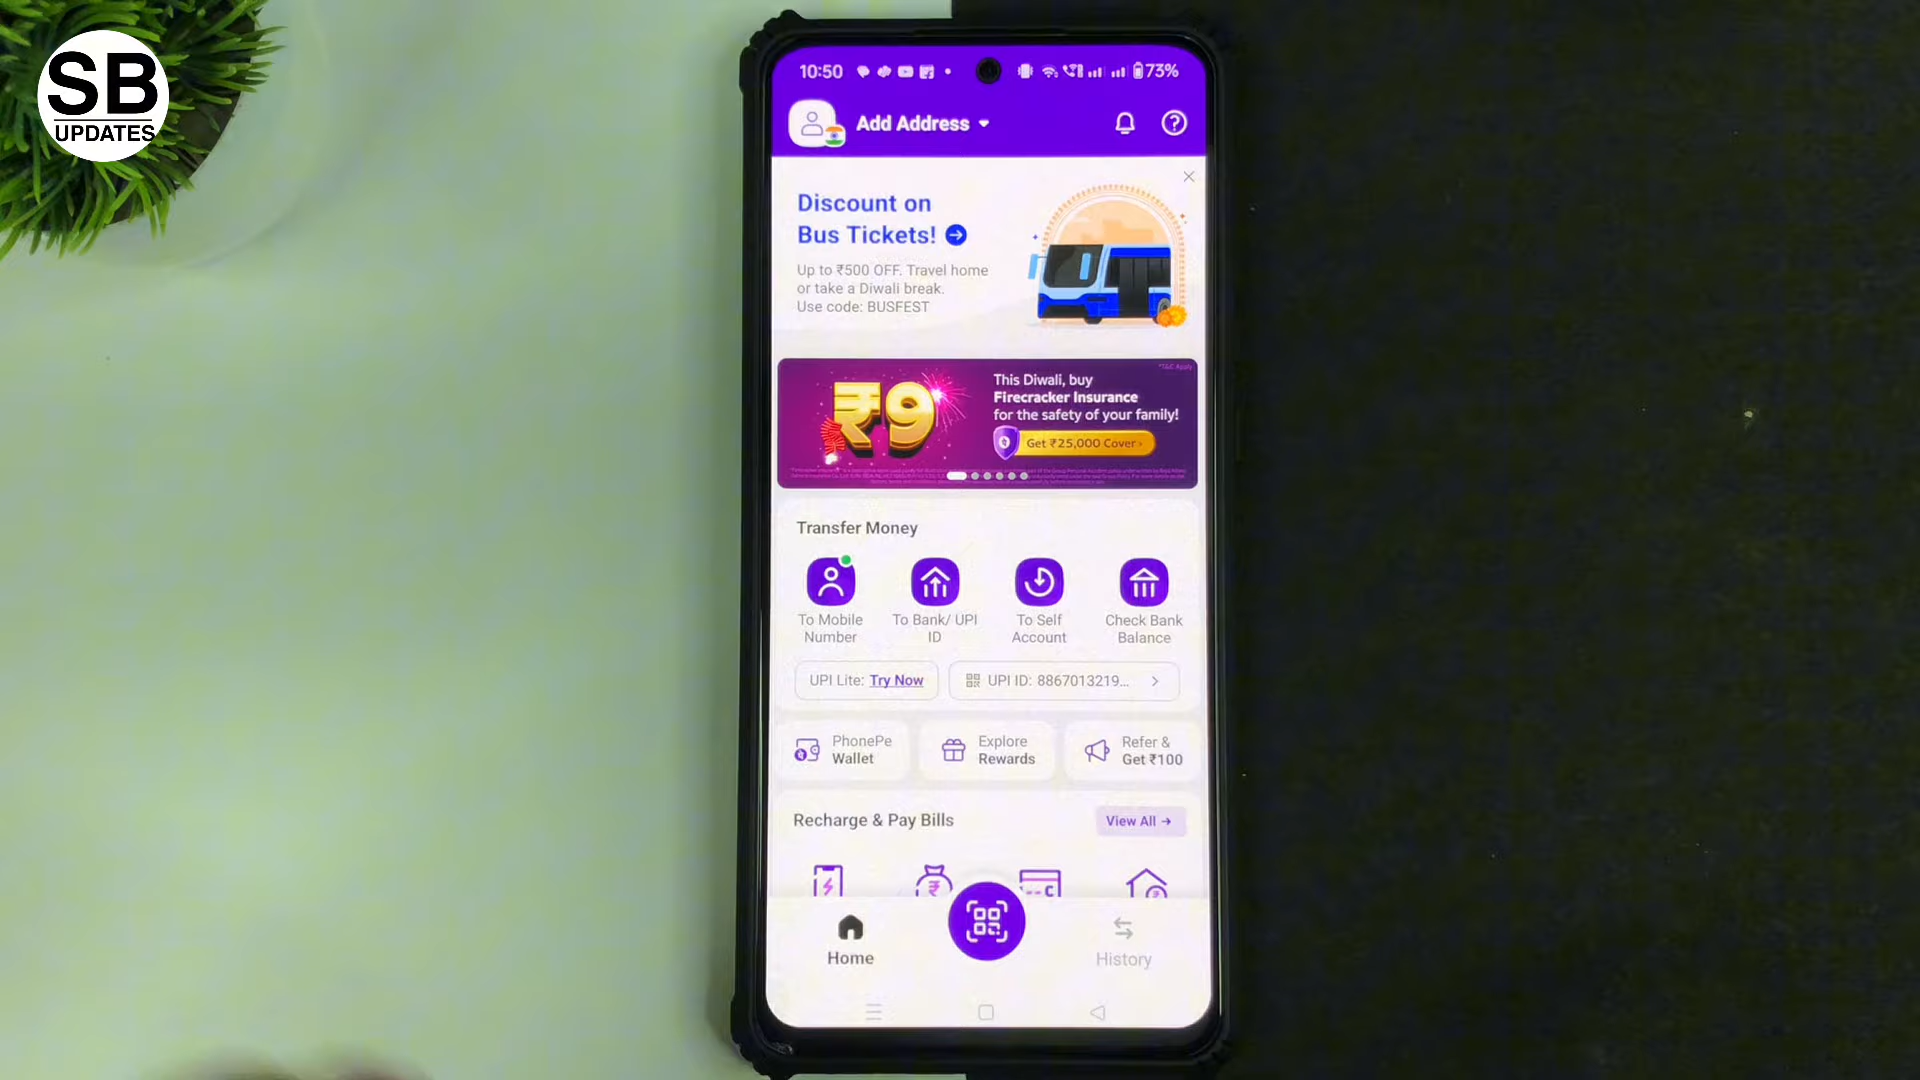 SB
UPDATES
10:50
73%
Add Address
Discount on
Bus Tickets!
Up to ₹500 OFF. Travel home
or take a Diwali break.
Use code: BUSFEST
*T&C Apply
₹9
This Diwali, buy
Firecracker Insurance
for the safety of your family!
Get ₹25,000 Cover ›
Transfer Money
To Mobile
Number
To Bank/ UPI
ID
To Self
Account
Check Bank
Balance
UPI Lite: Try Now
UPI ID: 8867013219...
PhonePe
Wallet
Explore
Rewards
Refer &
Get ₹100
Recharge & Pay Bills
View All →
Home
History